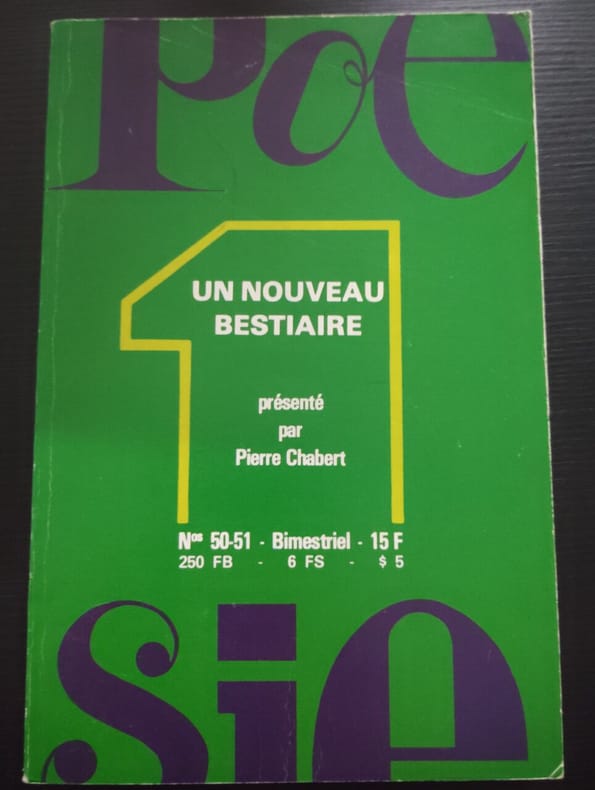 Poe
1
UN NOUVEAU
BESTIAIRE
présenté
par
Pierre Chabert
Nos 50-51 - Bimestriel - 15 F
250 FB - 6 FS - $ 5
sie